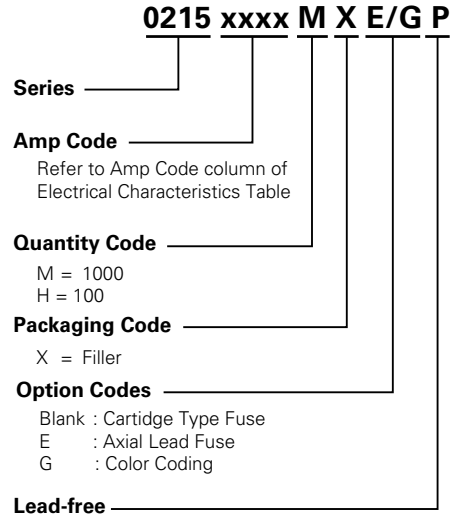 0215 xxxx M X E/G P
Series
Amp Code
Refer to Amp Code column of
Electrical Characteristics Table
Quantity Code
M = 1000
H = 100
Packaging Code
X = Filler
Option Codes
Blank : Cartidge Type Fuse
E : Axial Lead Fuse
G : Color Coding
Lead-free